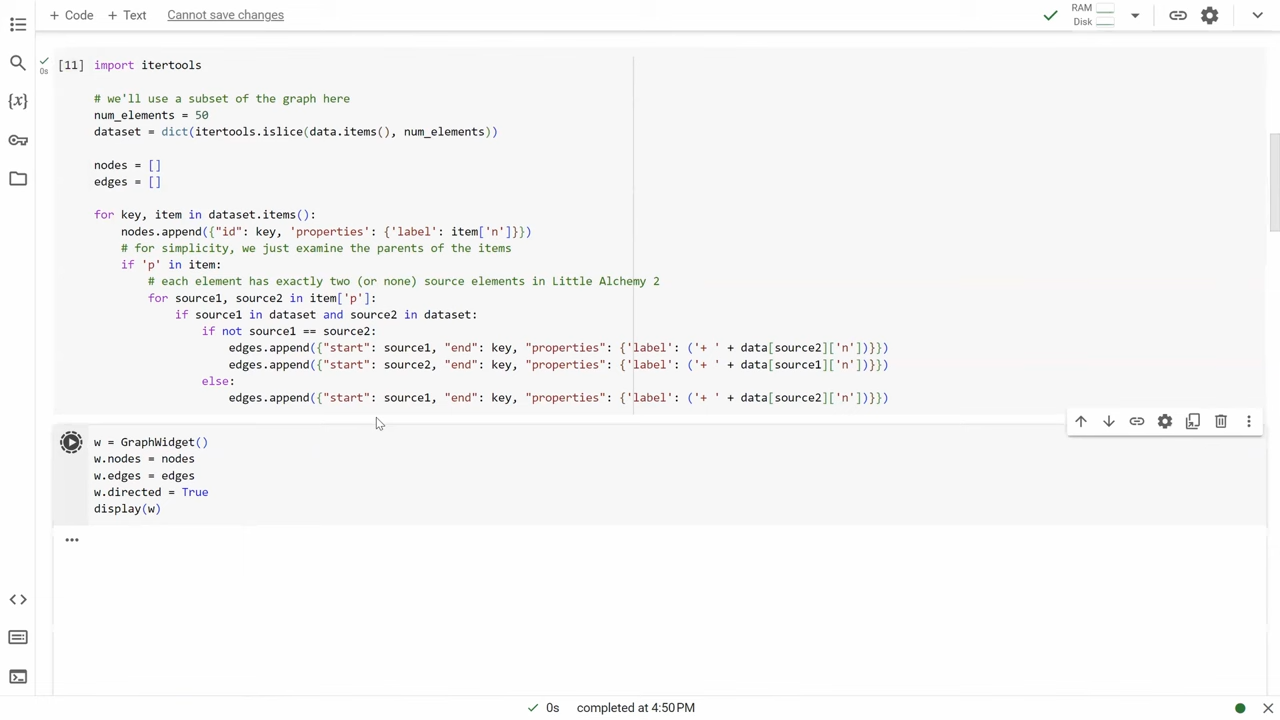 + Code + Text Cannot save changes
RAM
Disk
0s
[11] import itertools
# we'll use a subset of the graph here
num_elements = 50
dataset = dict(itertools.islice(data.items(), num_elements))
nodes = []
edges = []
for key, item in dataset.items():
nodes.append({"id": key, 'properties': {'label': item['n']}})
# for simplicity, we just examine the parents of the items
if 'p' in item:
# each element has exactly two (or none) source elements in Little Alchemy 2
for source1, source2 in item['p']:
if source1 in dataset and source2 in dataset:
if not source1 == source2:
edges.append({"start": source1, "end": key, "properties": {'label': ('+ ' + data[source2]['n'])}})
edges.append({"start": source2, "end": key, "properties": {'label': ('+ ' + data[source1]['n'])}})
else:
edges.append({"start": source1, "end": key, "properties": {'label': ('+ ' + data[source2]['n'])}})
w = GraphWidget()
w.nodes = nodes
w.edges = edges
w.directed = True
display(w)
0s completed at 4:50 PM